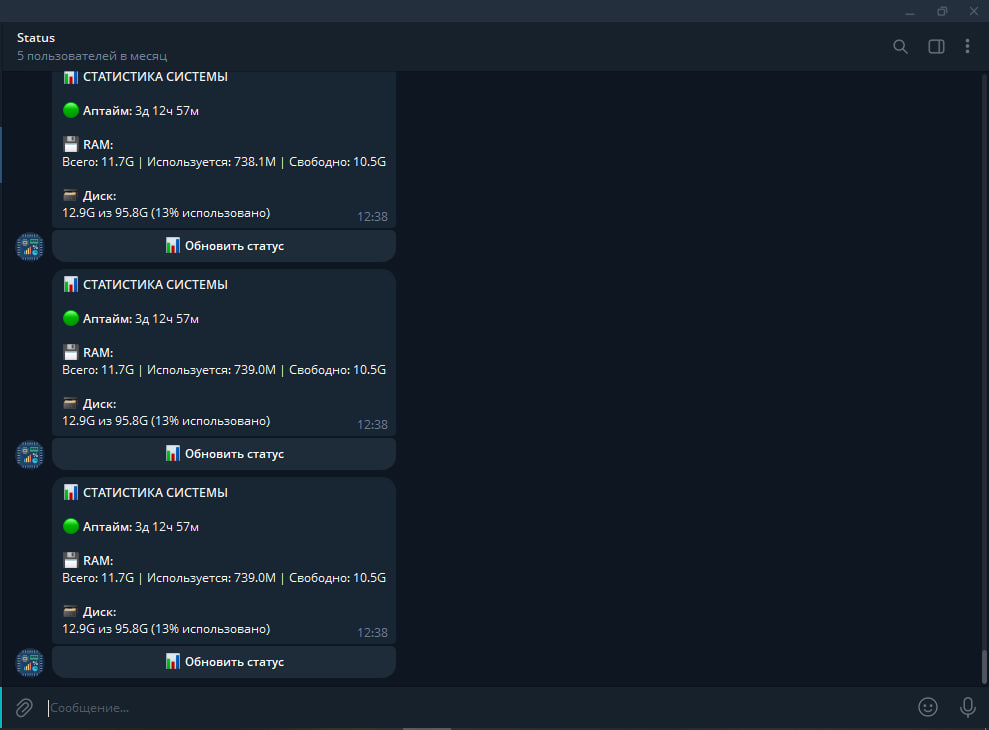 Status
5 пользователей в месяц
СТАТИСТИКА СИСТЕМЫ
Аптайм: 3д 12ч 57м
RAM:
Всего: 11.7G | Используется: 738.1M | Свободно: 10.5G
Диск:
12.9G из 95.8G (13% использовано)
12:38
Обновить статус
СТАТИСТИКА СИСТЕМЫ
Аптайм: 3д 12ч 57м
RAM:
Всего: 11.7G | Используется: 739.0M | Свободно: 10.5G
Диск:
12.9G из 95.8G (13% использовано)
12:38
Обновить статус
СТАТИСТИКА СИСТЕМЫ
Аптайм: 3д 12ч 57м
RAM:
Всего: 11.7G | Используется: 739.0M | Свободно: 10.5G
Диск:
12.9G из 95.8G (13% использовано)
12:38
Обновить статус
Сообщение...